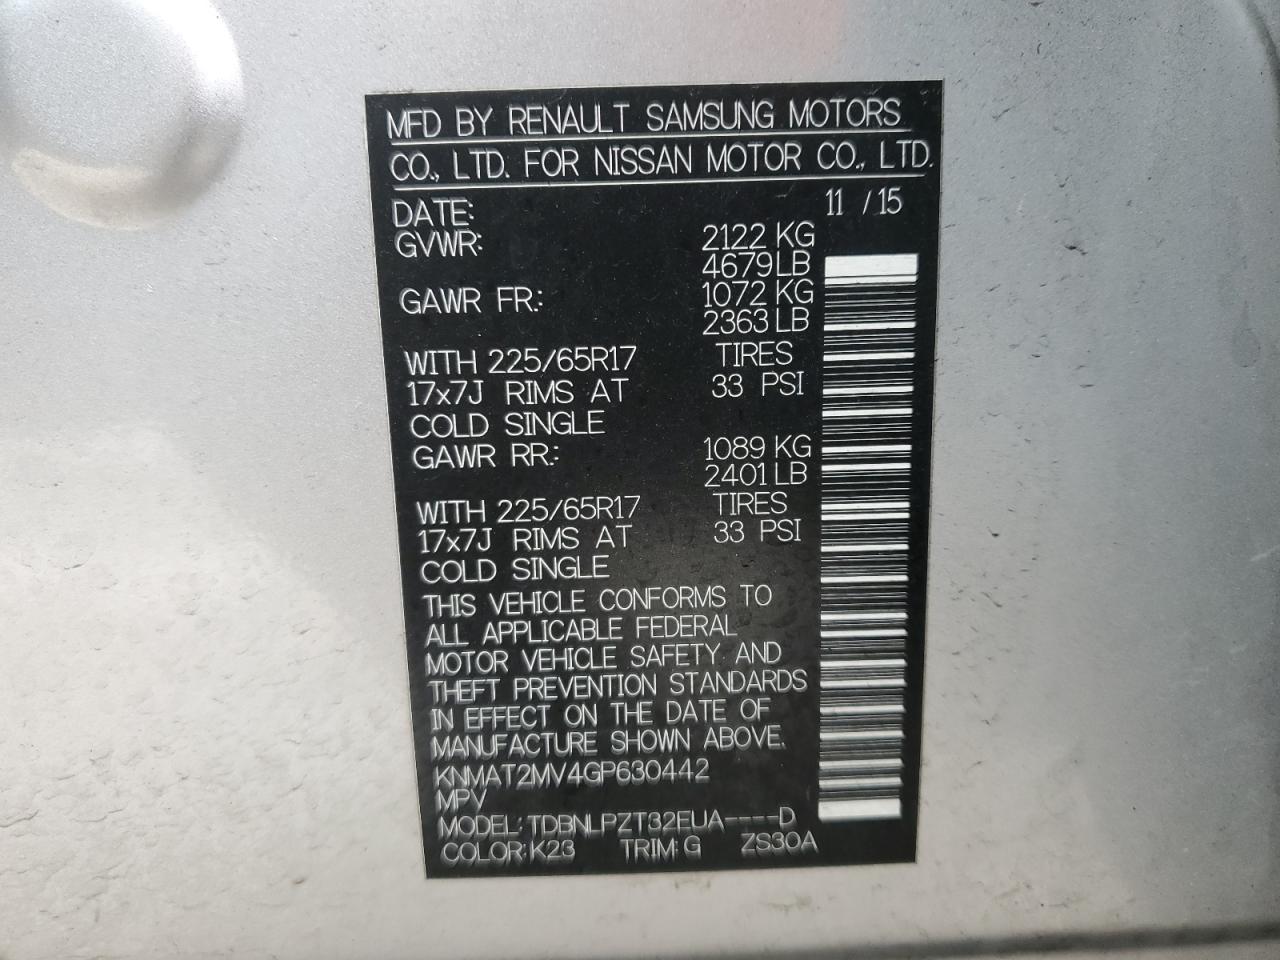 MFD BY RENAULT SAMSUNG MOTORS
CO., LTD. FOR NISSAN MOTOR CO., LTD.
DATE: 11 /15
GVWR: 2122 KG
4679 LB
GAWR FR.: 1072 KG
2363 LB
WITH 225/65R17 TIRES
17x7J RIMS AT 33 PSI
COLD SINGLE
GAWR RR.: 1089 KG
2401 LB
WITH 225/65R17 TIRES
17x7J RIMS AT 33 PSI
COLD SINGLE
THIS VEHICLE CONFORMS TO
ALL APPLICABLE FEDERAL
MOTOR VEHICLE SAFETY AND
THEFT PREVENTION STANDARDS
IN EFFECT ON THE DATE OF
MANUFACTURE SHOWN ABOVE.
KNMAT2MV4GP630442
MPV
MODEL: TDBNLPZT32EUA----D
COLOR: K23 TRIM: G ZS30A